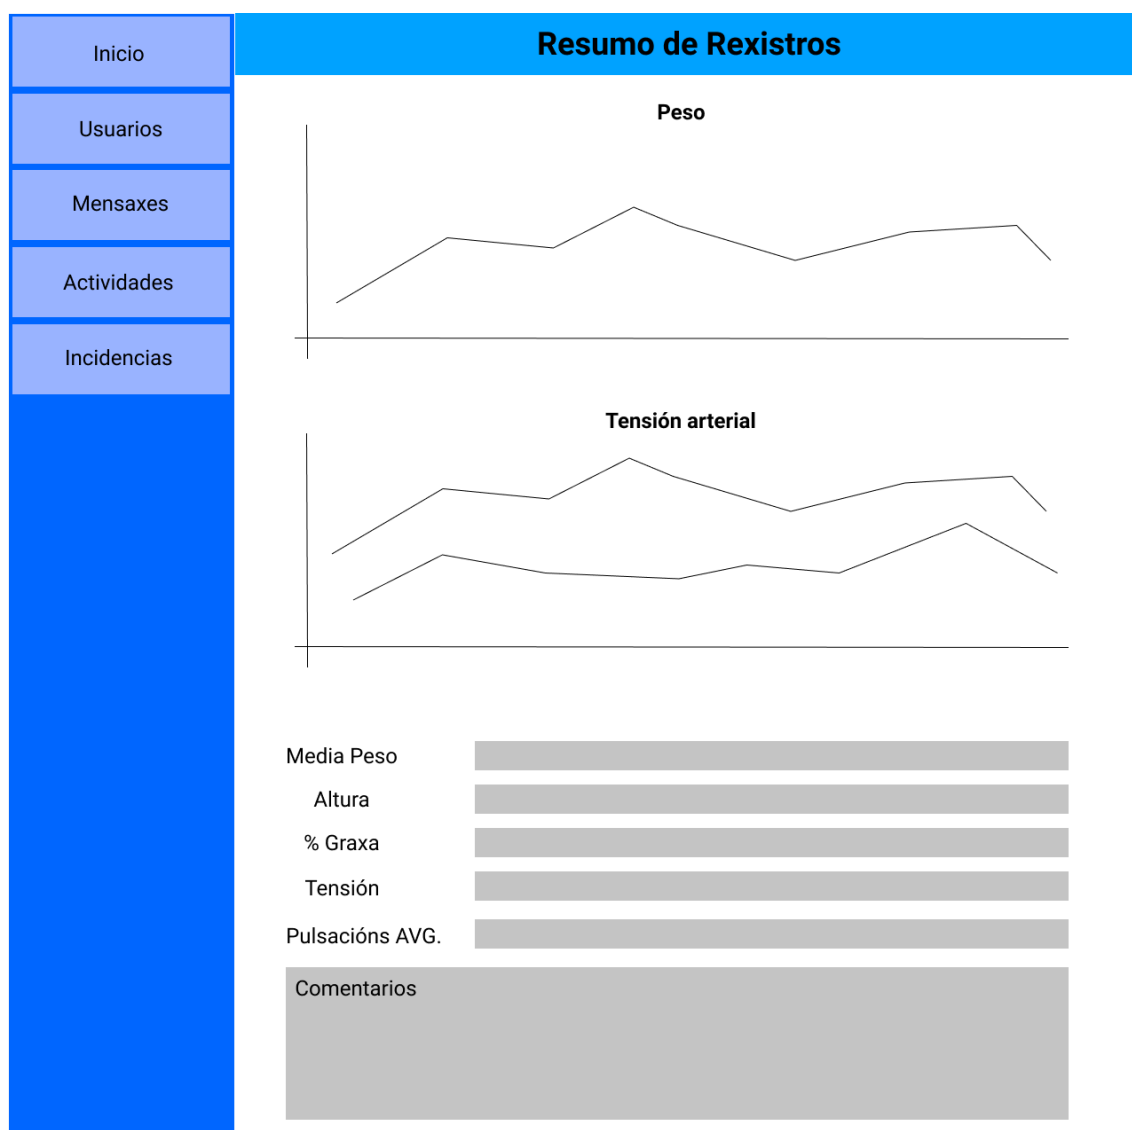 Inicio
Usuarios
Mensaxes
Actividades
Incidencias
Resumo de Rexistros
Peso
Tensión arterial
Media Peso
Altura
% Graxa
Tensión
Pulsacións AVG.
Comentarios